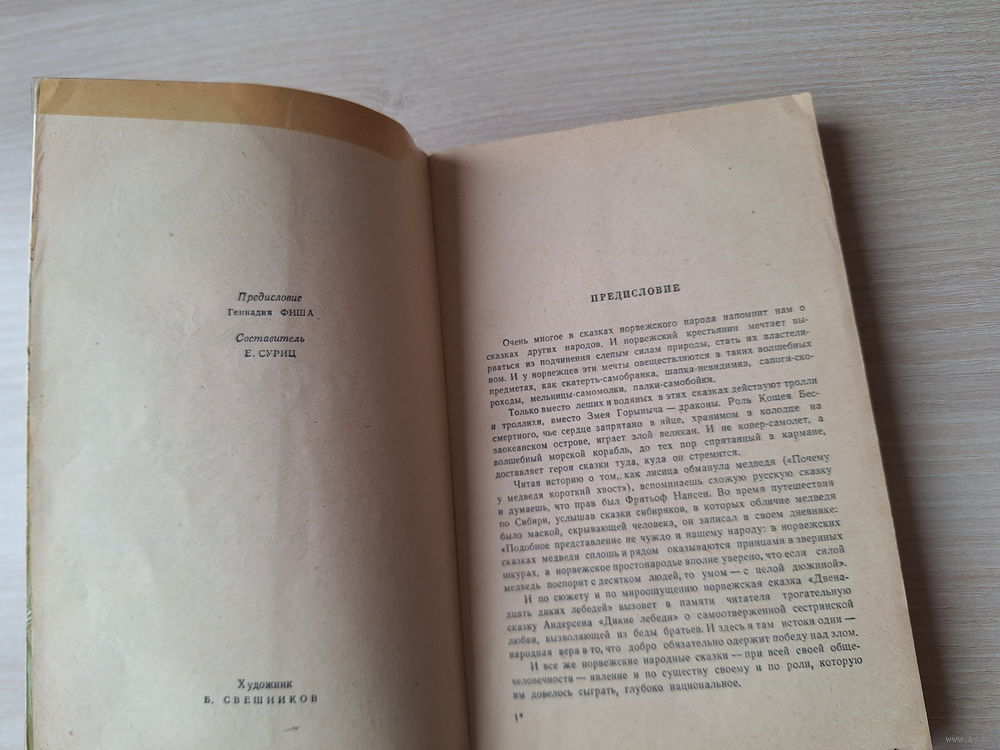 Предисловие
Геннадия ФИША
Составитель
Е. СУРИЦ
Художник
Б. СВЕШНИКОВ
ПРЕДИСЛОВИЕ
Очень многое в сказках норвежского народа напомнит нам о
сказках других народов. И норвежский крестьянин мечтает вы-
рваться из подчинения слепым силам природы, стать их властели-
ном. И у норвежцев эти мечты овеществляются в таких волшебных
предметах, как скатерть-самобранка, шапка-невидимка, сапоги-ско-
роходы, мельницы-самомолки, палки-самобойки.
Только вместо леших и водяных в этих сказках действуют тролли
и троллихи, вместо Змея Горыныча — драконы. Роль Кощея Бес-
смертного, чье сердце запрятано в яйце, хранимом в колодце на
заокеанском острове, играет злой великан. И не ковер-самолет, а
волшебный морской корабль, до тех пор спрятанный в кармане,
доставляет героя сказки туда, куда он стремится.
Читая историю о том, как лисица обманула медведя («Почему
у медведя короткий хвост»), вспоминаешь схожую русскую сказку
и думаешь, что прав был Фритьоф Нансен. Во время путешествия
по Сибири, услышав сказки сибиряков, в которых обличие медведя
было маской, скрывающей человека, он записал в своем дневнике:
«Подобное представление не чуждо и нашему народу: в норвежских
сказках медведи сплошь и рядом оказываются принцами в звериных
шкурах, а норвежское простонародье вполне уверено, что если силой
медведь поспорит с десятком людей, то умом — с целой дюжиной».
И по сюжету и по мироощущению норвежская сказка «Двена-
дцать диких лебедей» вызовет в памяти читателя трогательную
сказку Андерсена «Дикие лебеди» о самоотверженной сестринской
любви, вызволяющей из беды братьев. И здесь и там истоки одни —
народная вера в то, что добро обязательно одержит победу над злом.
И все же норвежские народные сказки — при всей своей обще-
человечности — явление и по существу своему и по роли, которую
им довелось сыграть, глубоко национальное.
1*